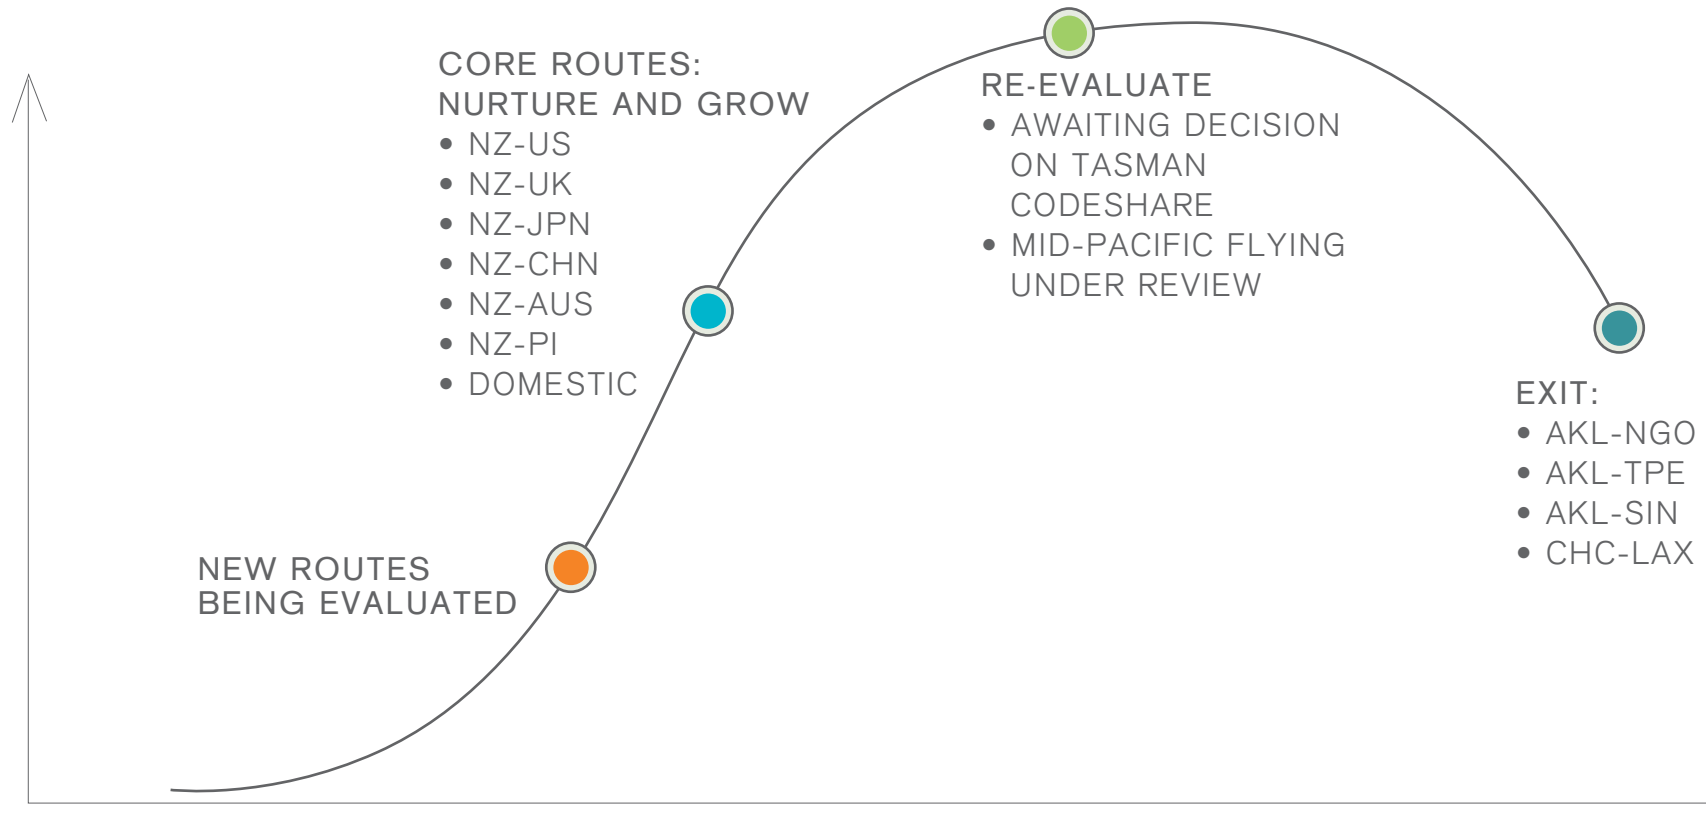 CORE ROUTES:
NURTURE AND GROW
• NZ-US
• NZ-UK
• NZ-JPN
• NZ-CHN
• NZ-AUS
• NZ-PI
• DOMESTIC
RE-EVALUATE
• AWAITING DECISION
ON TASMAN
CODESHARE
• MID-PACIFIC FLYING
UNDER REVIEW
EXIT:
• AKL-NGO
• AKL-TPE
• AKL-SIN
• CHC-LAX
NEW ROUTES
BEING EVALUATED